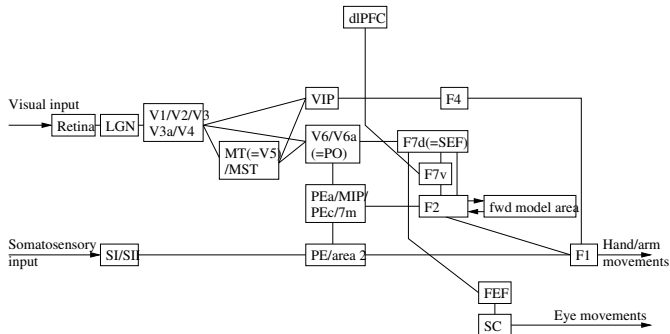 dlPFC
Visual input
Retina
LGN
V1/V2/V3
V3a/V4
VIP
F4
MT(=V5)
/MST
V6/V6a
(=PO)
F7d(=SEF)
F7v
PEa/MIP/
PEc/7m
F2
fwd model area
Somatosensory
input
SI/SII
PE/area 2
F1
Hand/arm
movements
FEF
SC
Eye movements